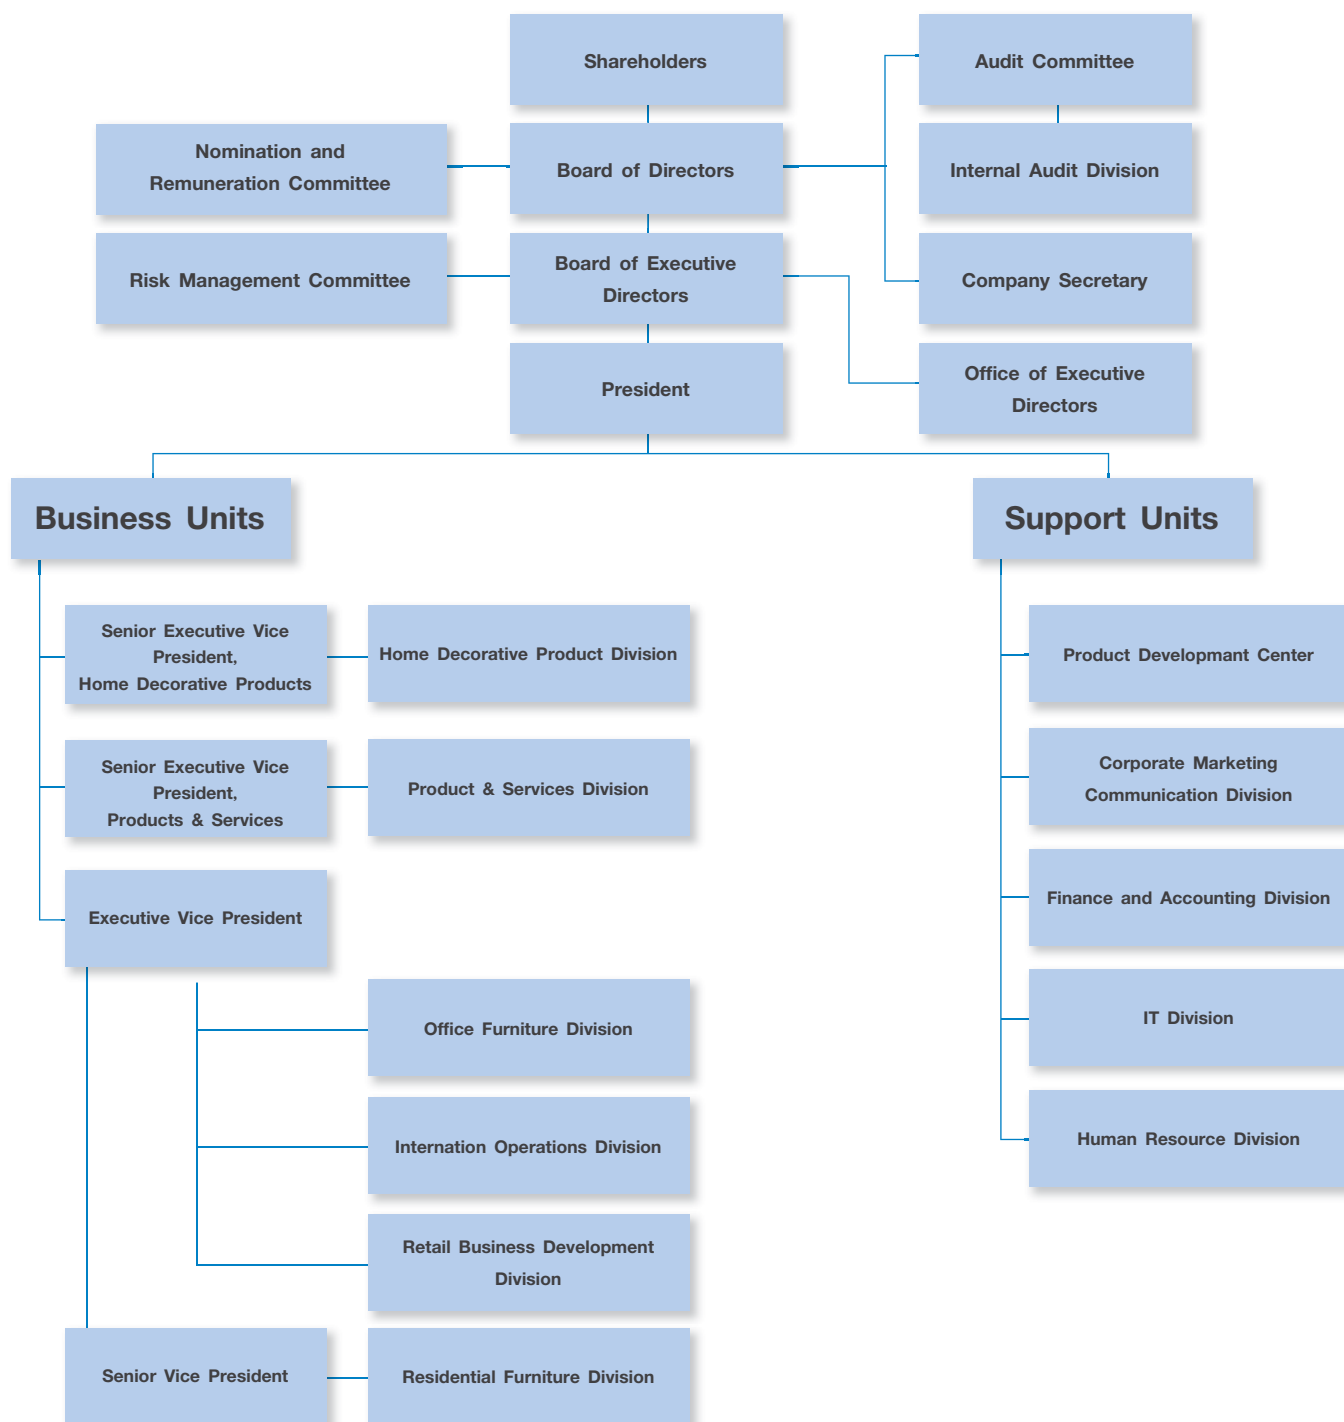 Shareholders
Audit Committee
Nomination and
Remuneration Committee
Board of Directors
Internal Audit Division
Risk Management Committee
Board of Executive
Directors
Company Secretary
President
Office of Executive
Directors
Business Units
Support Units
Senior Executive Vice
President,
Home Decorative Products
Home Decorative Product Division
Product Developmant Center
Senior Executive Vice
President,
Products & Services
Product & Services Division
Corporate Marketing
Communication Division
Executive Vice President
Finance and Accounting Division
Office Furniture Division
IT Division
Internation Operations Division
Human Resource Division
Retail Business Development
Division
Senior Vice President
Residential Furniture Division